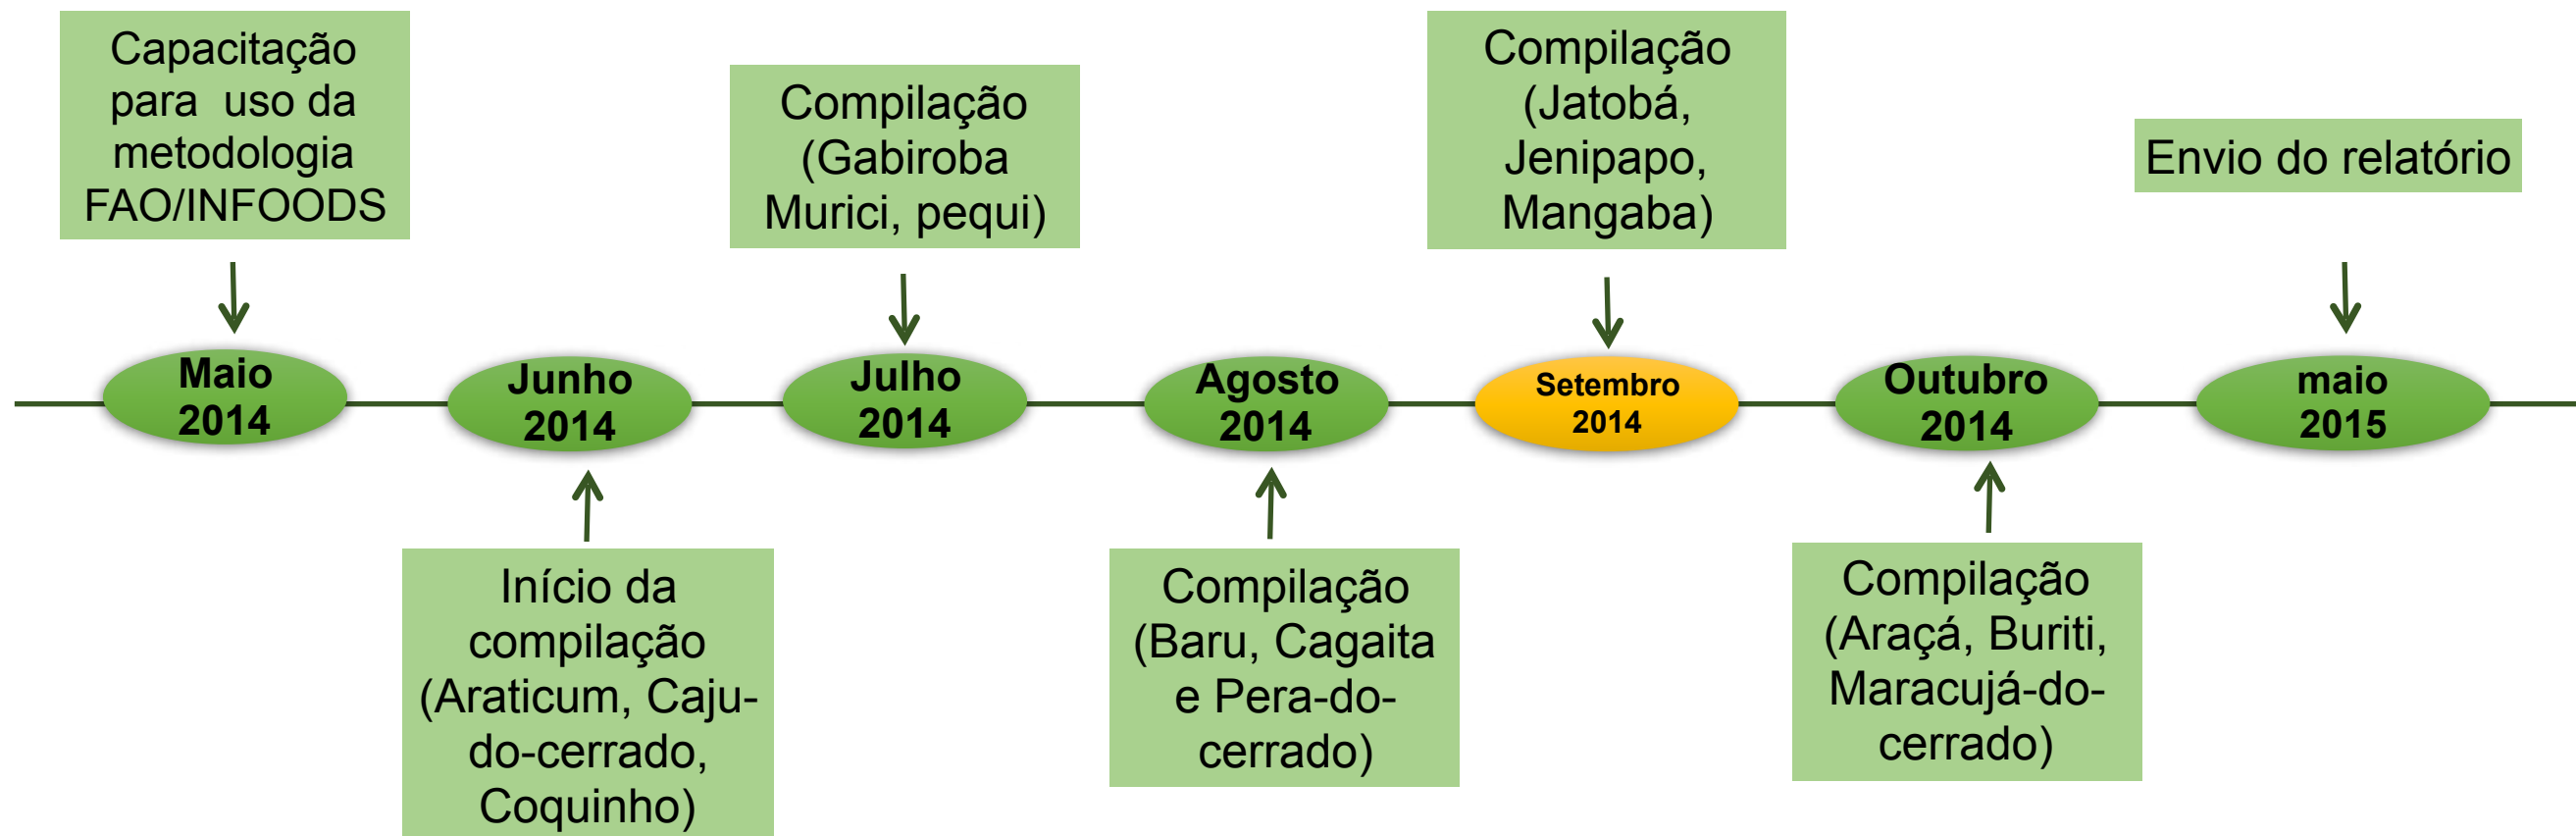 Capacitação
para uso da
metodologia
FAO/INFOODS
Compilação
(Gabiroba
Murici, pequi)
Compilação
(Jatobá,
Jenipapo,
Mangaba)
Envio do relatório
Maio
2014
Junho
2014
Julho
2014
Agosto
2014
Setembro
2014
Outubro
2014
maio
2015
Início da
compilação
(Araticum, Caju-
do-cerrado,
Coquinho)
Compilação
(Baru, Cagaita
e Pera-do-
cerrado)
Compilação
(Araçá, Buriti,
Maracujá-do-
cerrado)